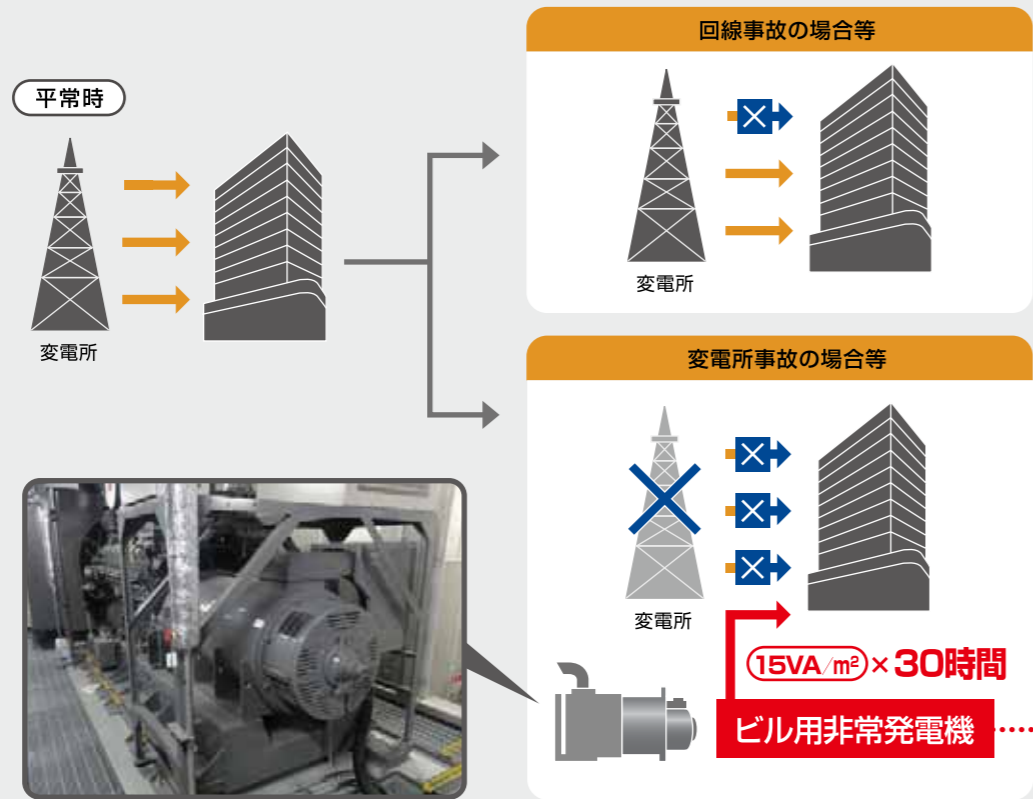 平常時
変電所
回線事故の場合等
変電所
変電所事故の場合等
変電所
15VA/m²×30時間
ビル用非常発電機